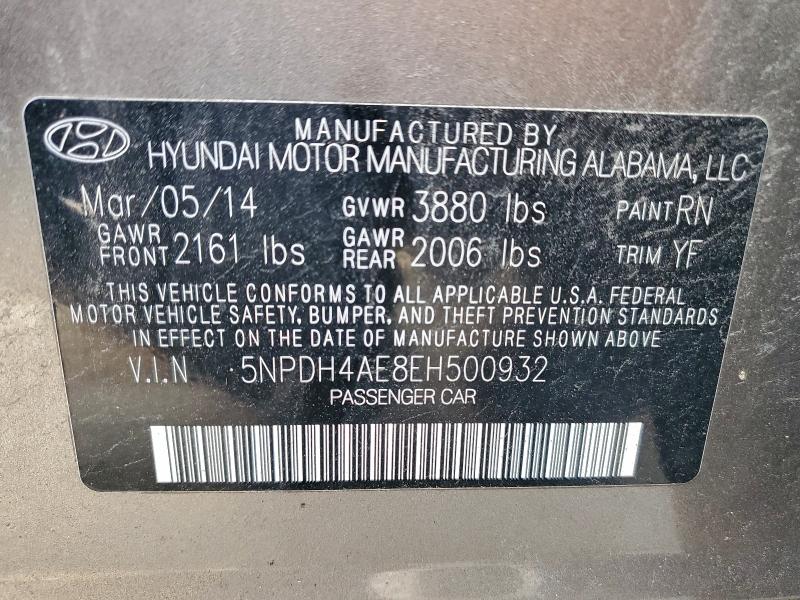 MANUFACTURED BY
HYUNDAI MOTOR MANUFACTURING ALABAMA, LLC
Mar/05/14 GVWR 3880 lbs PAINT RN
GAWR FRONT 2161 lbs GAWR REAR 2006 lbs TRIM YF
THIS VEHICLE CONFORMS TO ALL APPLICABLE U.S.A. FEDERAL
MOTOR VEHICLE SAFETY, BUMPER, AND THEFT PREVENTION STANDARDS
IN EFFECT ON THE DATE OF MANUFACTURE SHOWN ABOVE
V.I.N 5NPDH4AE8EH500932
PASSENGER CAR